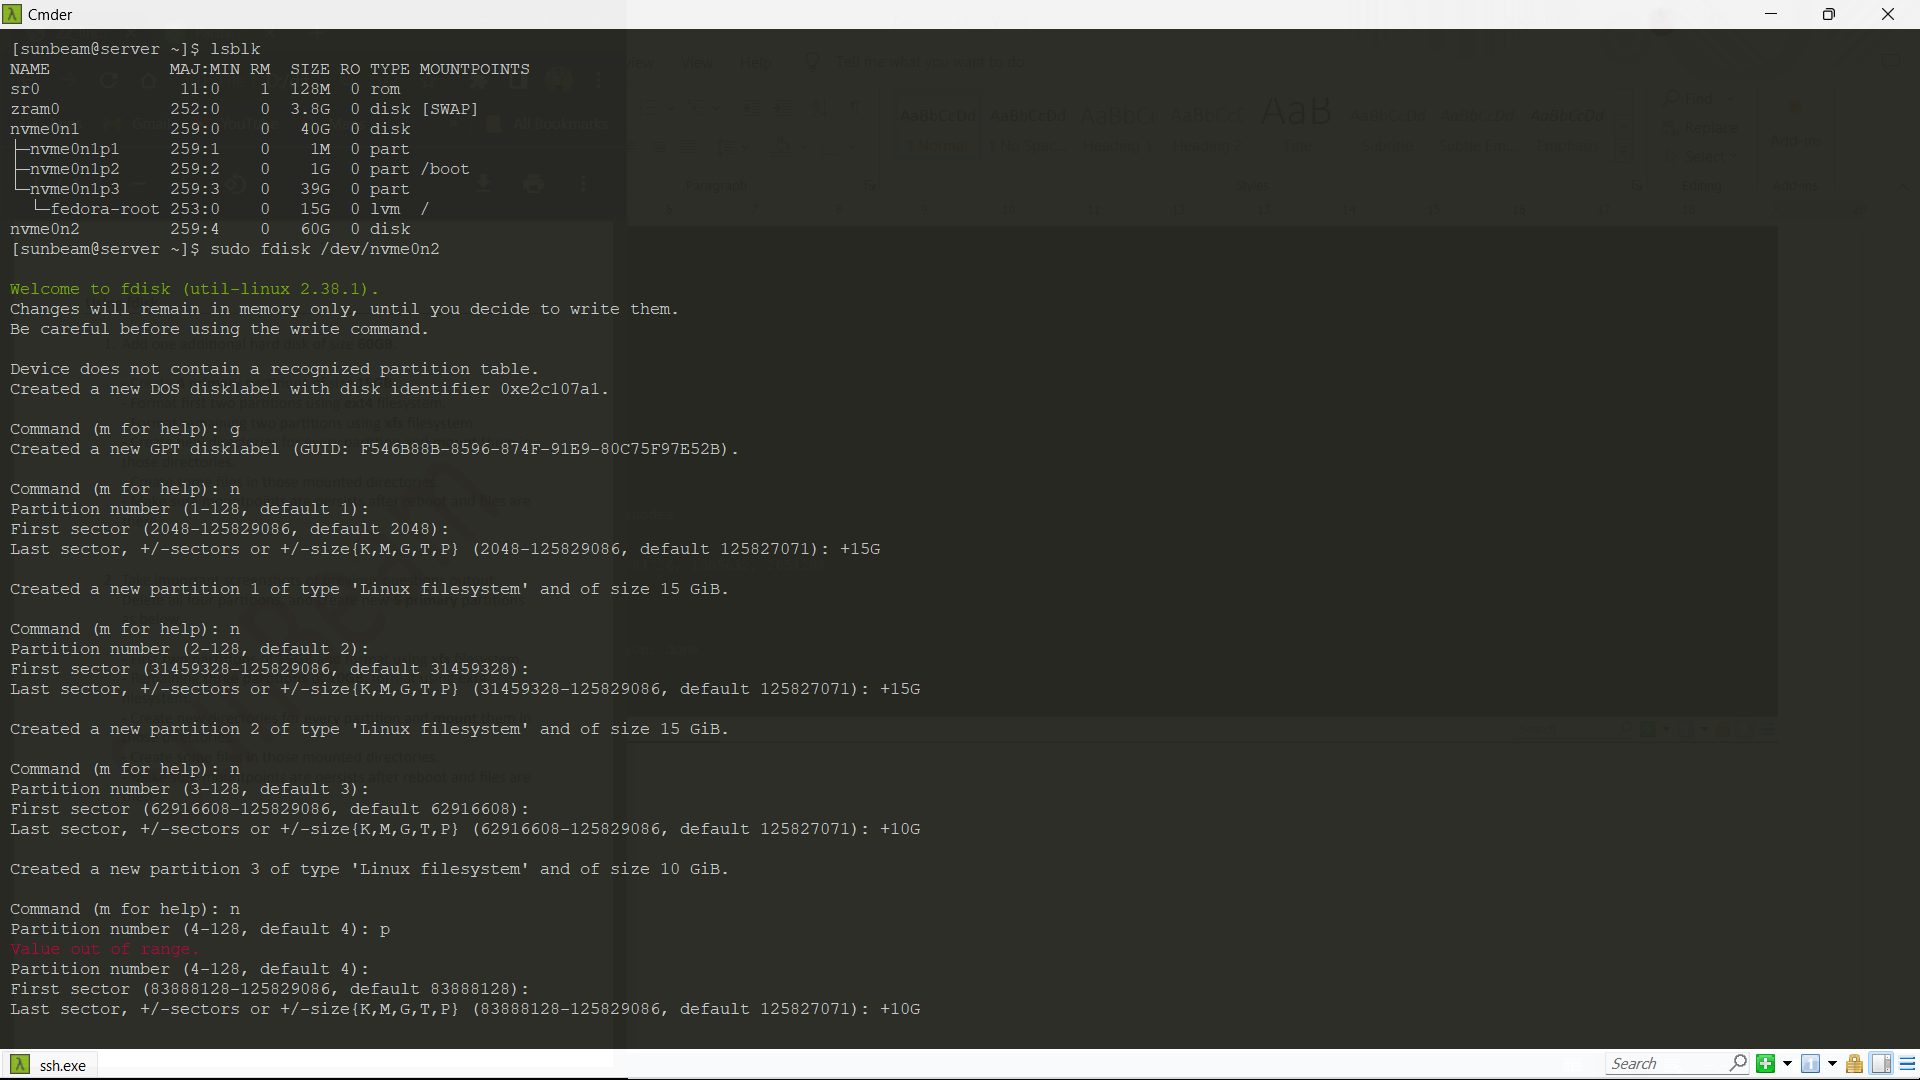 Cmder
[sunbeam@server ~]$ lsblk
NAME            MAJ:MIN RM   SIZE RO TYPE MOUNTPOINTS
sr0              11:0    1   128M  0 rom
zram0           252:0    0   3.8G  0 disk [SWAP]
nvme0n1         259:0    0    40G  0 disk
├─nvme0n1p1     259:1    0     1M  0 part
├─nvme0n1p2     259:2    0     1G  0 part /boot
└─nvme0n1p3     259:3    0    39G  0 part
  └─fedora-root 253:0    0    15G  0 lvm  /
nvme0n2         259:4    0    60G  0 disk
[sunbeam@server ~]$ sudo fdisk /dev/nvme0n2
Welcome to fdisk (util-linux 2.38.1).
Changes will remain in memory only, until you decide to write them.
Be careful before using the write command.
Device does not contain a recognized partition table.
Created a new DOS disklabel with disk identifier 0xe2c107a1.
Command (m for help): g
Created a new GPT disklabel (GUID: F546B88B-8596-874F-91E9-80C75F97E52B).
Command (m for help): n
Partition number (1-128, default 1):
First sector (2048-125829086, default 2048):
Last sector, +/-sectors or +/-size{K,M,G,T,P} (2048-125829086, default 125827071): +15G
Created a new partition 1 of type 'Linux filesystem' and of size 15 GiB.
Command (m for help): n
Partition number (2-128, default 2):
First sector (31459328-125829086, default 31459328):
Last sector, +/-sectors or +/-size{K,M,G,T,P} (31459328-125829086, default 125827071): +15G
Created a new partition 2 of type 'Linux filesystem' and of size 15 GiB.
Command (m for help): n
Partition number (3-128, default 3):
First sector (62916608-125829086, default 62916608):
Last sector, +/-sectors or +/-size{K,M,G,T,P} (62916608-125829086, default 125827071): +10G
Created a new partition 3 of type 'Linux filesystem' and of size 10 GiB.
Command (m for help): n
Partition number (4-128, default 4): p
Value out of range.
Partition number (4-128, default 4):
First sector (83888128-125829086, default 83888128):
Last sector, +/-sectors or +/-size{K,M,G,T,P} (83888128-125829086, default 125827071): +10G
ssh.exe
Search